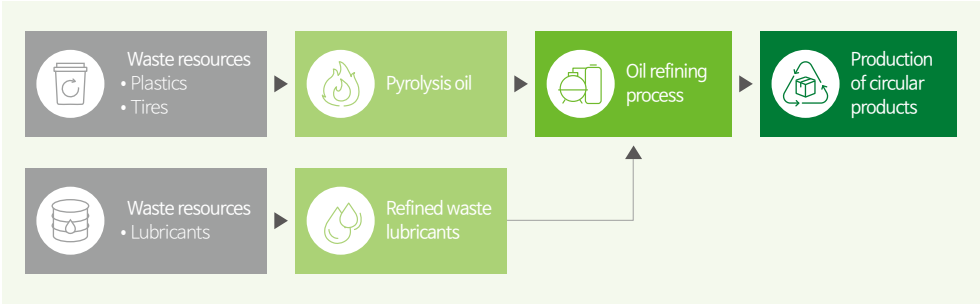 Waste resources
• Plastics
• Tires
Pyrolysis oil
Oil refining
process
Production
of circular
products
Waste resources
• Lubricants
Refined waste
lubricants